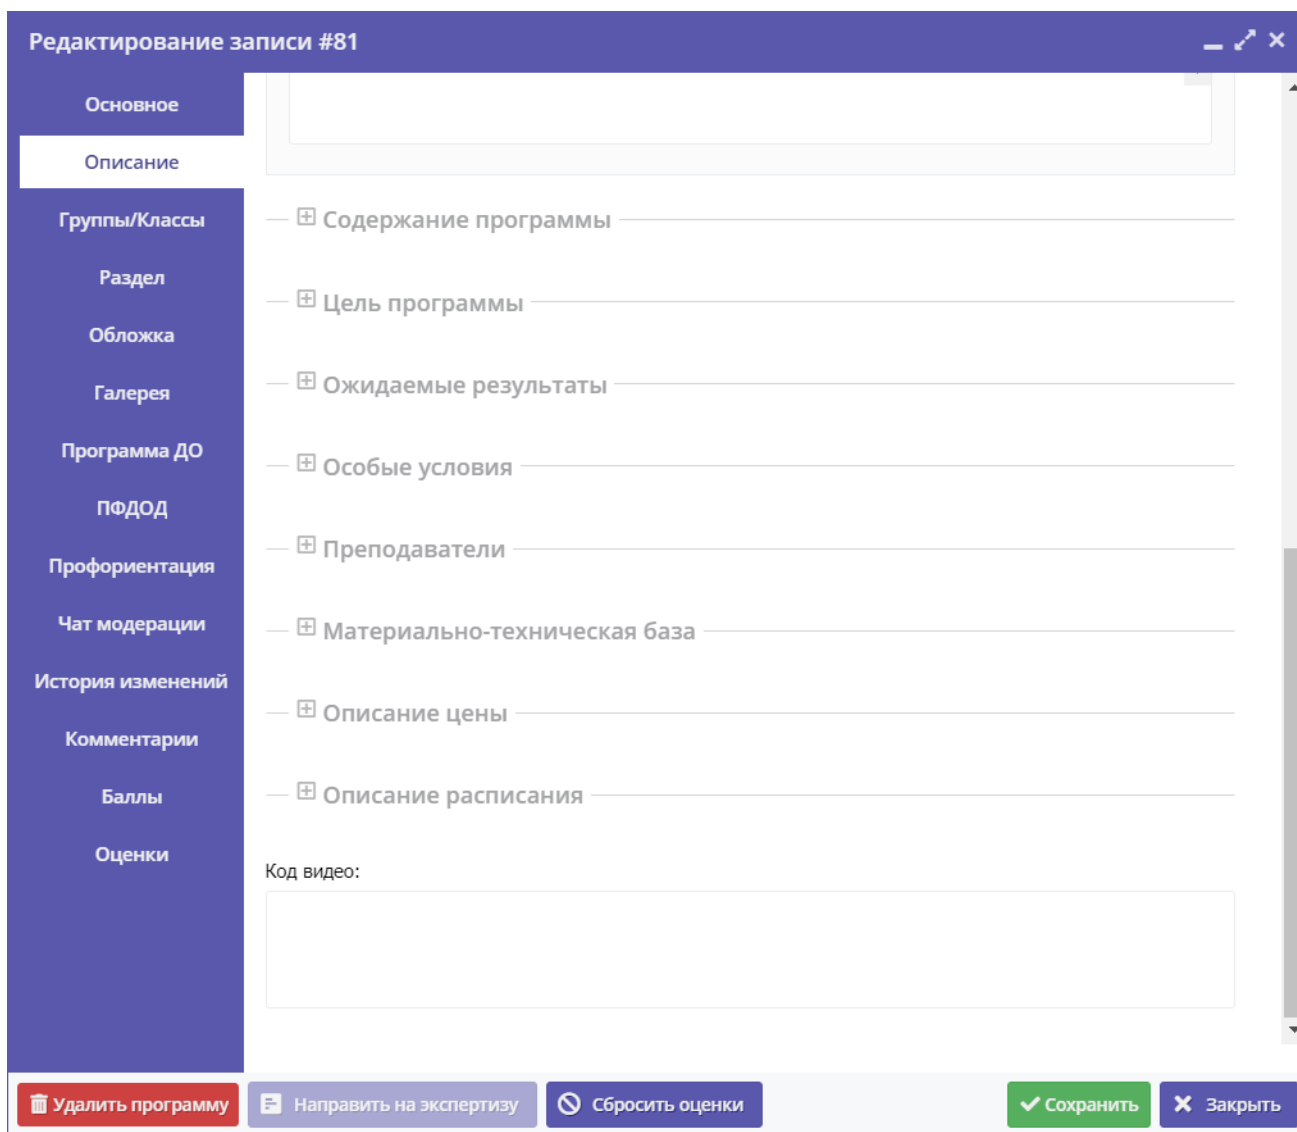 Редактирование записи #81
Основное
Описание
Группы/Классы
Раздел
Обложка
Галерея
Программа ДО
ПФДОД
Профориентация
Чат модерации
История изменений
Комментарии
Баллы
Оценки
Содержание программы
Цель программы
Ожидаемые результаты
Особые условия
Преподаватели
Материально-техническая база
Описание цены
Описание расписания
Код видео:
Удалить программу
Направить на экспертизу
Сбросить оценки
Сохранить
Закрыть